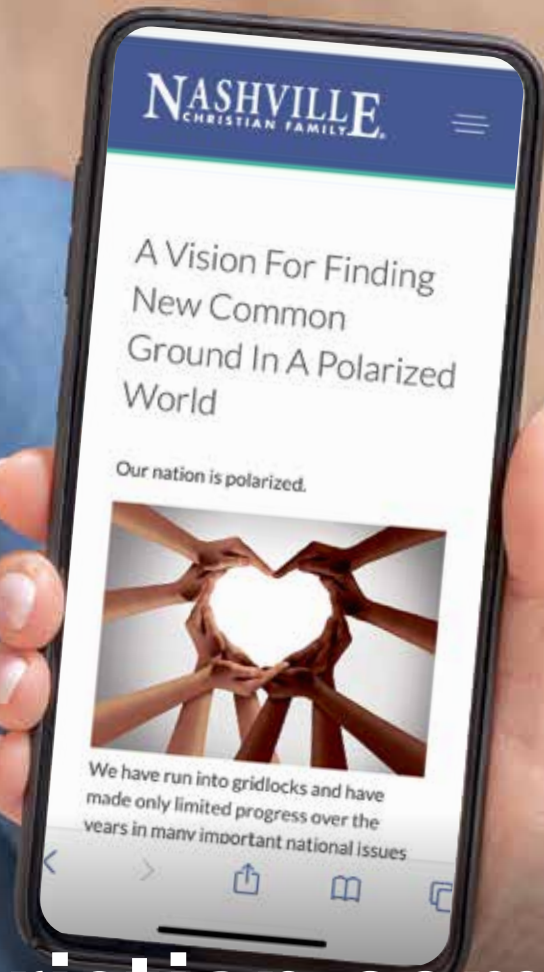 NASHVILLE
CHRISTIAN FAMILY
A Vision For Finding
New Common
Ground In A Polarized
World
Our nation is polarized.
We have run into gridlocks and have
made only limited progress over the
years in many important national issues